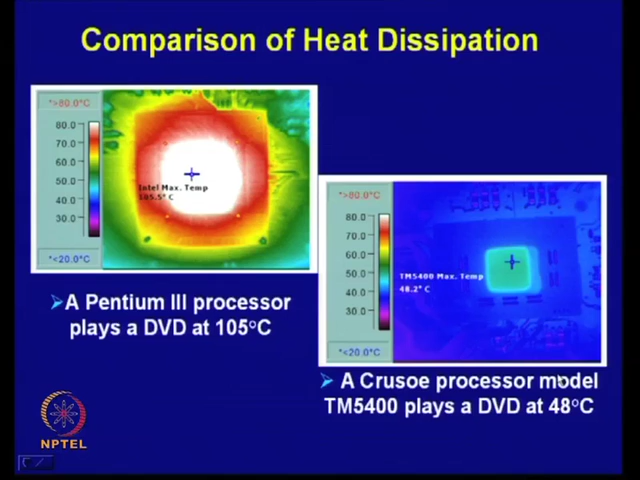 Comparison of Heat Dissipation
*>80.0°C
80.0
70.0
60.0
50.0
40.0
30.0
*<20.0°C
Intel Max. Temp
105.5° C
➢A Pentium III processor
plays a DVD at 105°C
*>80.0°C
80.0
70.0
60.0
50.0
40.0
30.0
*<20.0°C
TM5400 Max. Temp
48.2° C
➢ A Crusoe processor model
TM5400 plays a DVD at 48°C
NPTEL